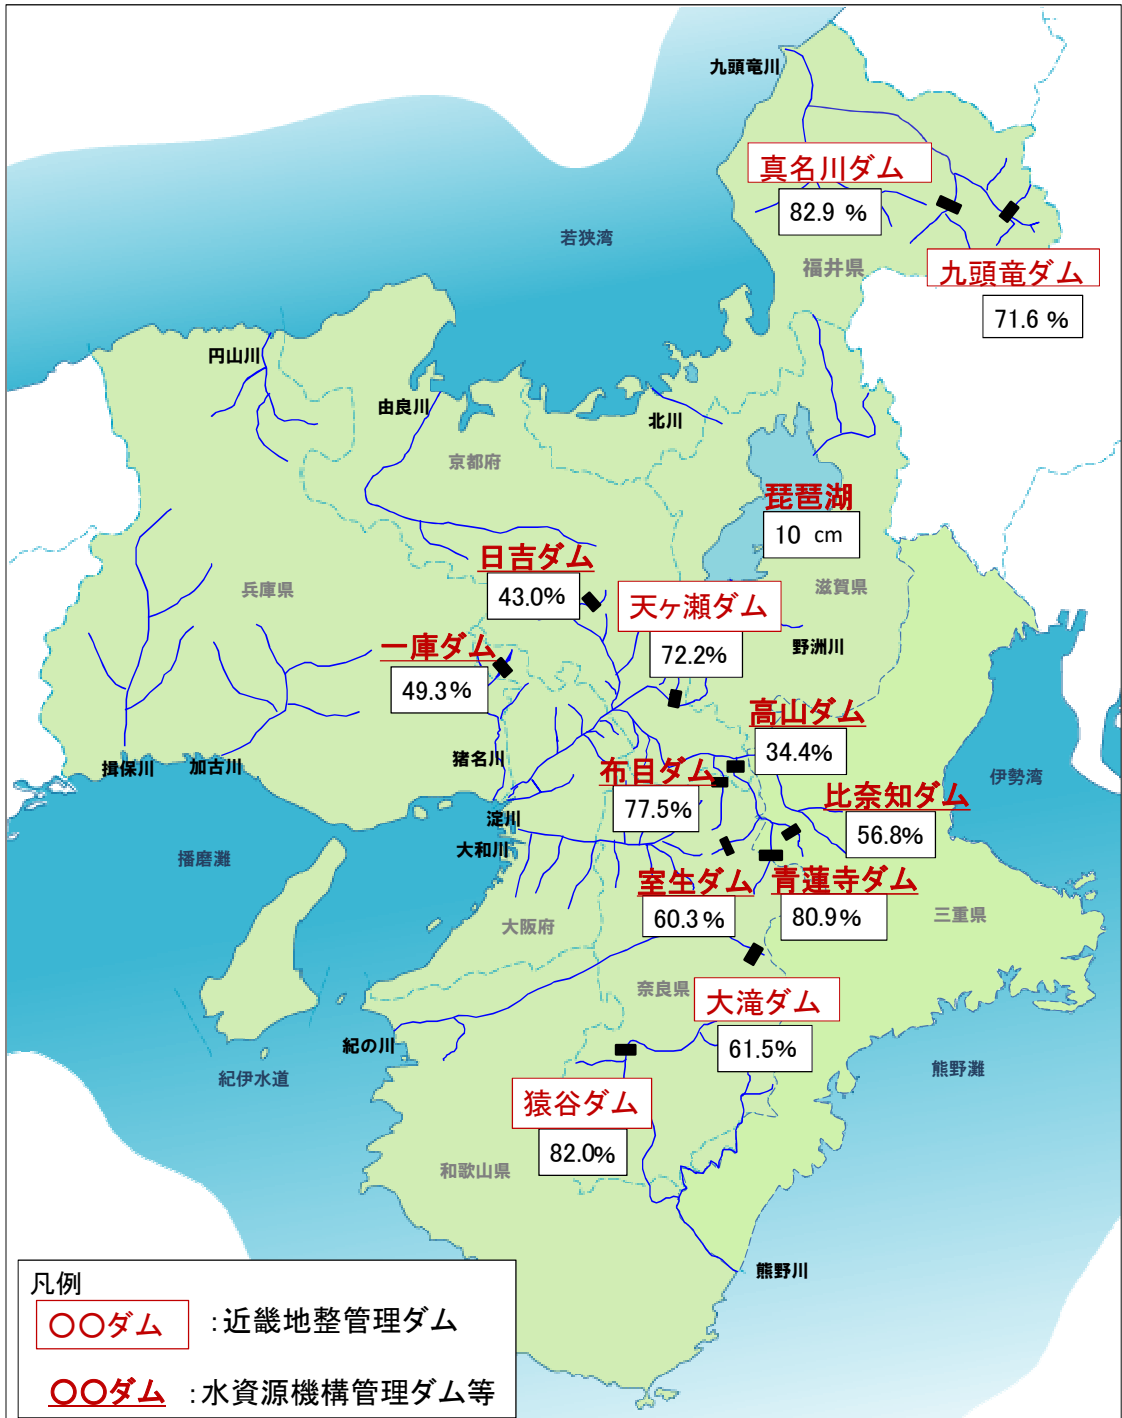 九頭竜川
真名川ダム
82.9 %
若狭湾
福井県
九頭竜ダム
71.6 %
円山川
由良川
北川
京都府
琵琶湖
10 cm
日吉ダム
43.0%
兵庫県
天ヶ瀬ダム
72.2%
滋賀県
野洲川
一庫ダム
49.3%
高山ダム
34.4%
猪名川
揖保川
加古川
布目ダム
77.5%
伊勢湾
比奈知ダム
56.8%
淀川
大和川
播磨灘
室生ダム
60.3%
青蓮寺ダム
80.9%
大阪府
三重県
奈良県
大滝ダム
61.5%
紀の川
紀伊水道
熊野灘
猿谷ダム
82.0%
和歌山県
熊野川
凡例
〇〇ダム :近畿地整管理ダム
〇〇ダム :水資源機構管理ダム等